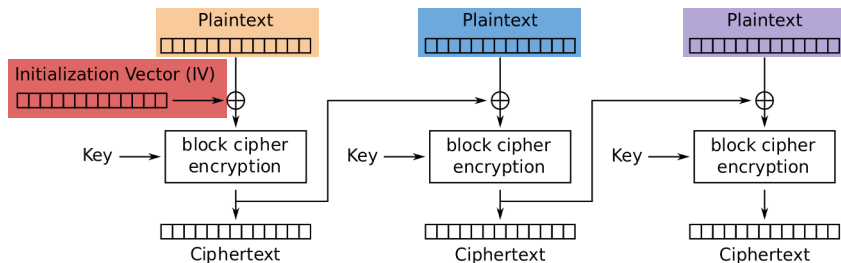 Plaintext
Plaintext
Plaintext
Initialization Vector (IV)
Key
block cipher
encryption
Key
block cipher
encryption
Key
block cipher
encryption
Ciphertext
Ciphertext
Ciphertext